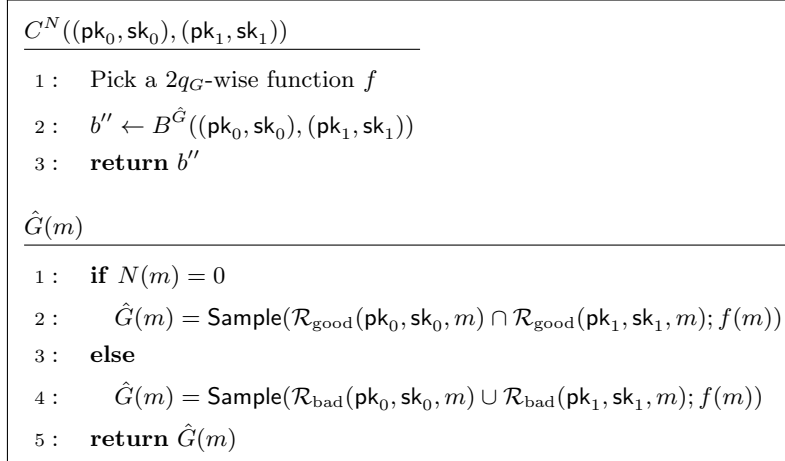 C^N((pk_0, sk_0), (pk_1, sk_1))
1 : Pick a 2q_G-wise function f
2 : b'' ← B^Ĝ((pk_0, sk_0), (pk_1, sk_1))
3 : return b''
Ĝ(m)
1 : if N(m) = 0
2 : Ĝ(m) = Sample(R_good(pk_0, sk_0, m) ∩ R_good(pk_1, sk_1, m); f(m))
3 : else
4 : Ĝ(m) = Sample(R_bad(pk_0, sk_0, m) ∪ R_bad(pk_1, sk_1, m); f(m))
5 : return Ĝ(m)